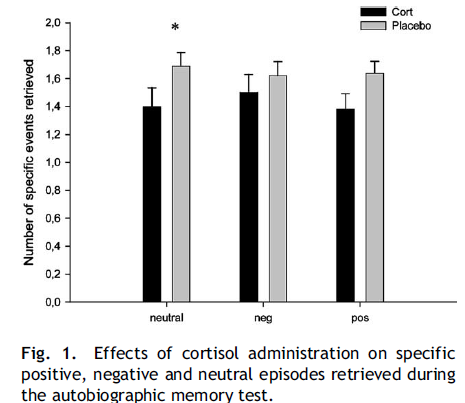 Cort
Placebo
*
Number of specific events retrieved
2,0
1,8
1,6
1,4
1,2
1,0
0,8
0,6
0,4
0,2
0,0
neutral neg pos
Fig. 1. Effects of cortisol administration on specific
positive, negative and neutral episodes retrieved during
the autobiographic memory test.